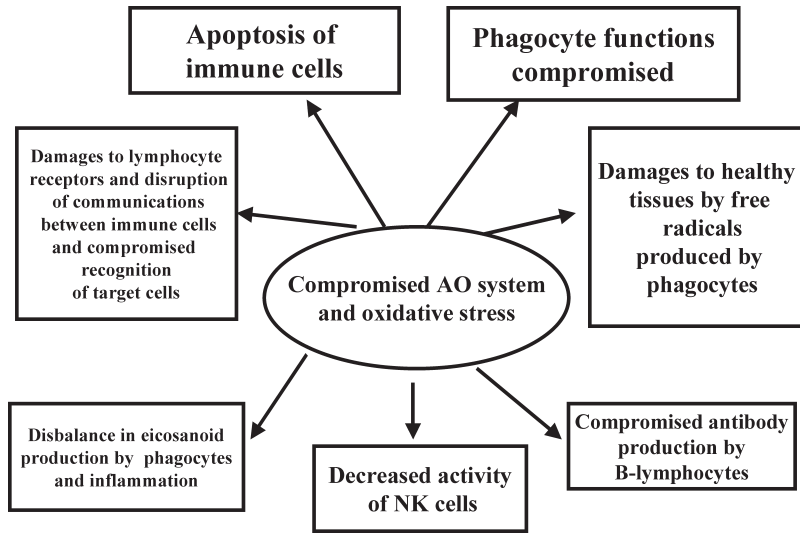 Apoptosis of
immune cells
Phagocyte functions
compromised
Damages to lymphocyte
receptors and disruption
of communications
between immune cells
and compromised
recognition
of target cells
Damages to healthy
tissues by free
radicals
produced by
phagocytes
Compromised AO system
and oxidative stress
Disbalance in eicosanoid
production by phagocytes
and inflammation
Decreased activity
of NK cells
Compromised antibody
production by
B-lymphocytes